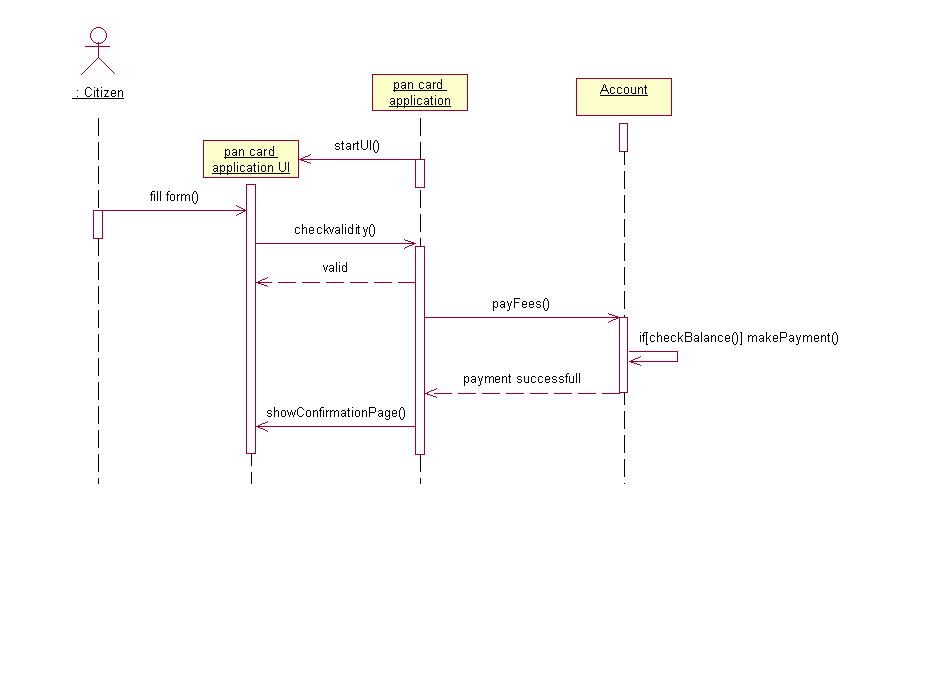 : Citizen
pan card
application
Account
pan card
application UI
startUI()
fill form()
checkvalidity()
valid
payFees()
if[checkBalance()] makePayment()
payment successfull
showConfirmationPage()